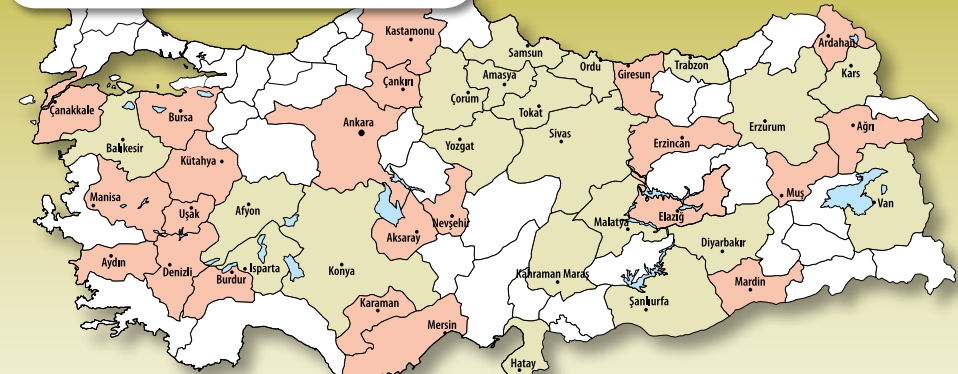 Kastamonu
Samsun
Ordu
Giresun
Trabzon
Ardahan
Kars
Çankırı
Amasya
Çorum
Tokat
Çanakkale
Bursa
Ankara
Sivas
Erzurum
Ağrı
Balıkesir
Kütahya
Yozgat
Erzincan
Manisa
Uşak
Afyon
Aksaray
Nevşehir
Malatya
Elazığ
Muş
Van
Aydın
Denizli
Burdur
Isparta
Konya
Kahraman Maraş
Diyarbakır
Mardin
Şanlıurfa
Karaman
Mersin
Hatay